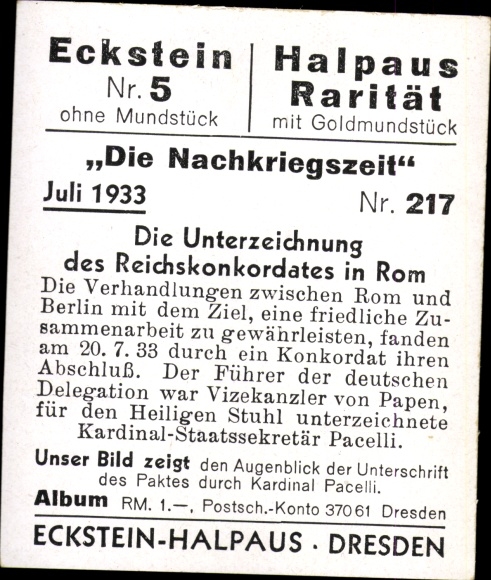 Eckstein
Nr. 5
ohne Mundstück
Halpaus
Rarität
mit Goldmundstück
„Die Nachkriegszeit“
Juli 1933 Nr. 217
Die Unterzeichnung
des Reichskonkordates in Rom
Die Verhandlungen zwischen Rom und
Berlin mit dem Ziel, eine friedliche Zu-
sammenarbeit zu gewährleisten, fanden
am 20. 7. 33 durch ein Konkordat ihren
Abschluß. Der Führer der deutschen
Delegation war Vizekanzler von Papen,
für den Heiligen Stuhl unterzeichnete
Kardinal-Staatssekretär Pacelli.
Unser Bild zeigt den Augenblick der Unterschrift
des Paktes durch Kardinal Pacelli.
Album RM. 1.—, Postsch.-Konto 37061 Dresden
ECKSTEIN-HALPAUS · DRESDEN